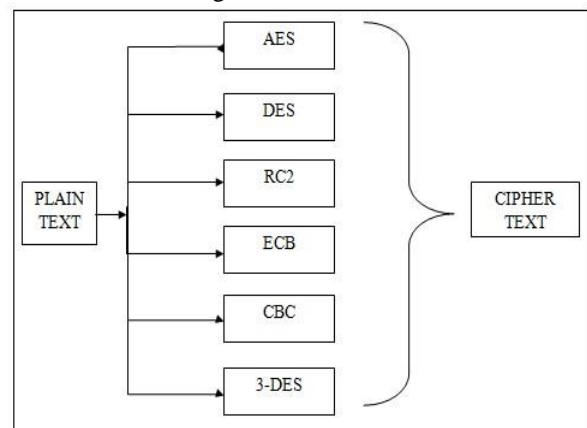 AES
DES
RC2
PLAIN
TEXT
ECB
CIPHER
TEXT
CBC
3-DES